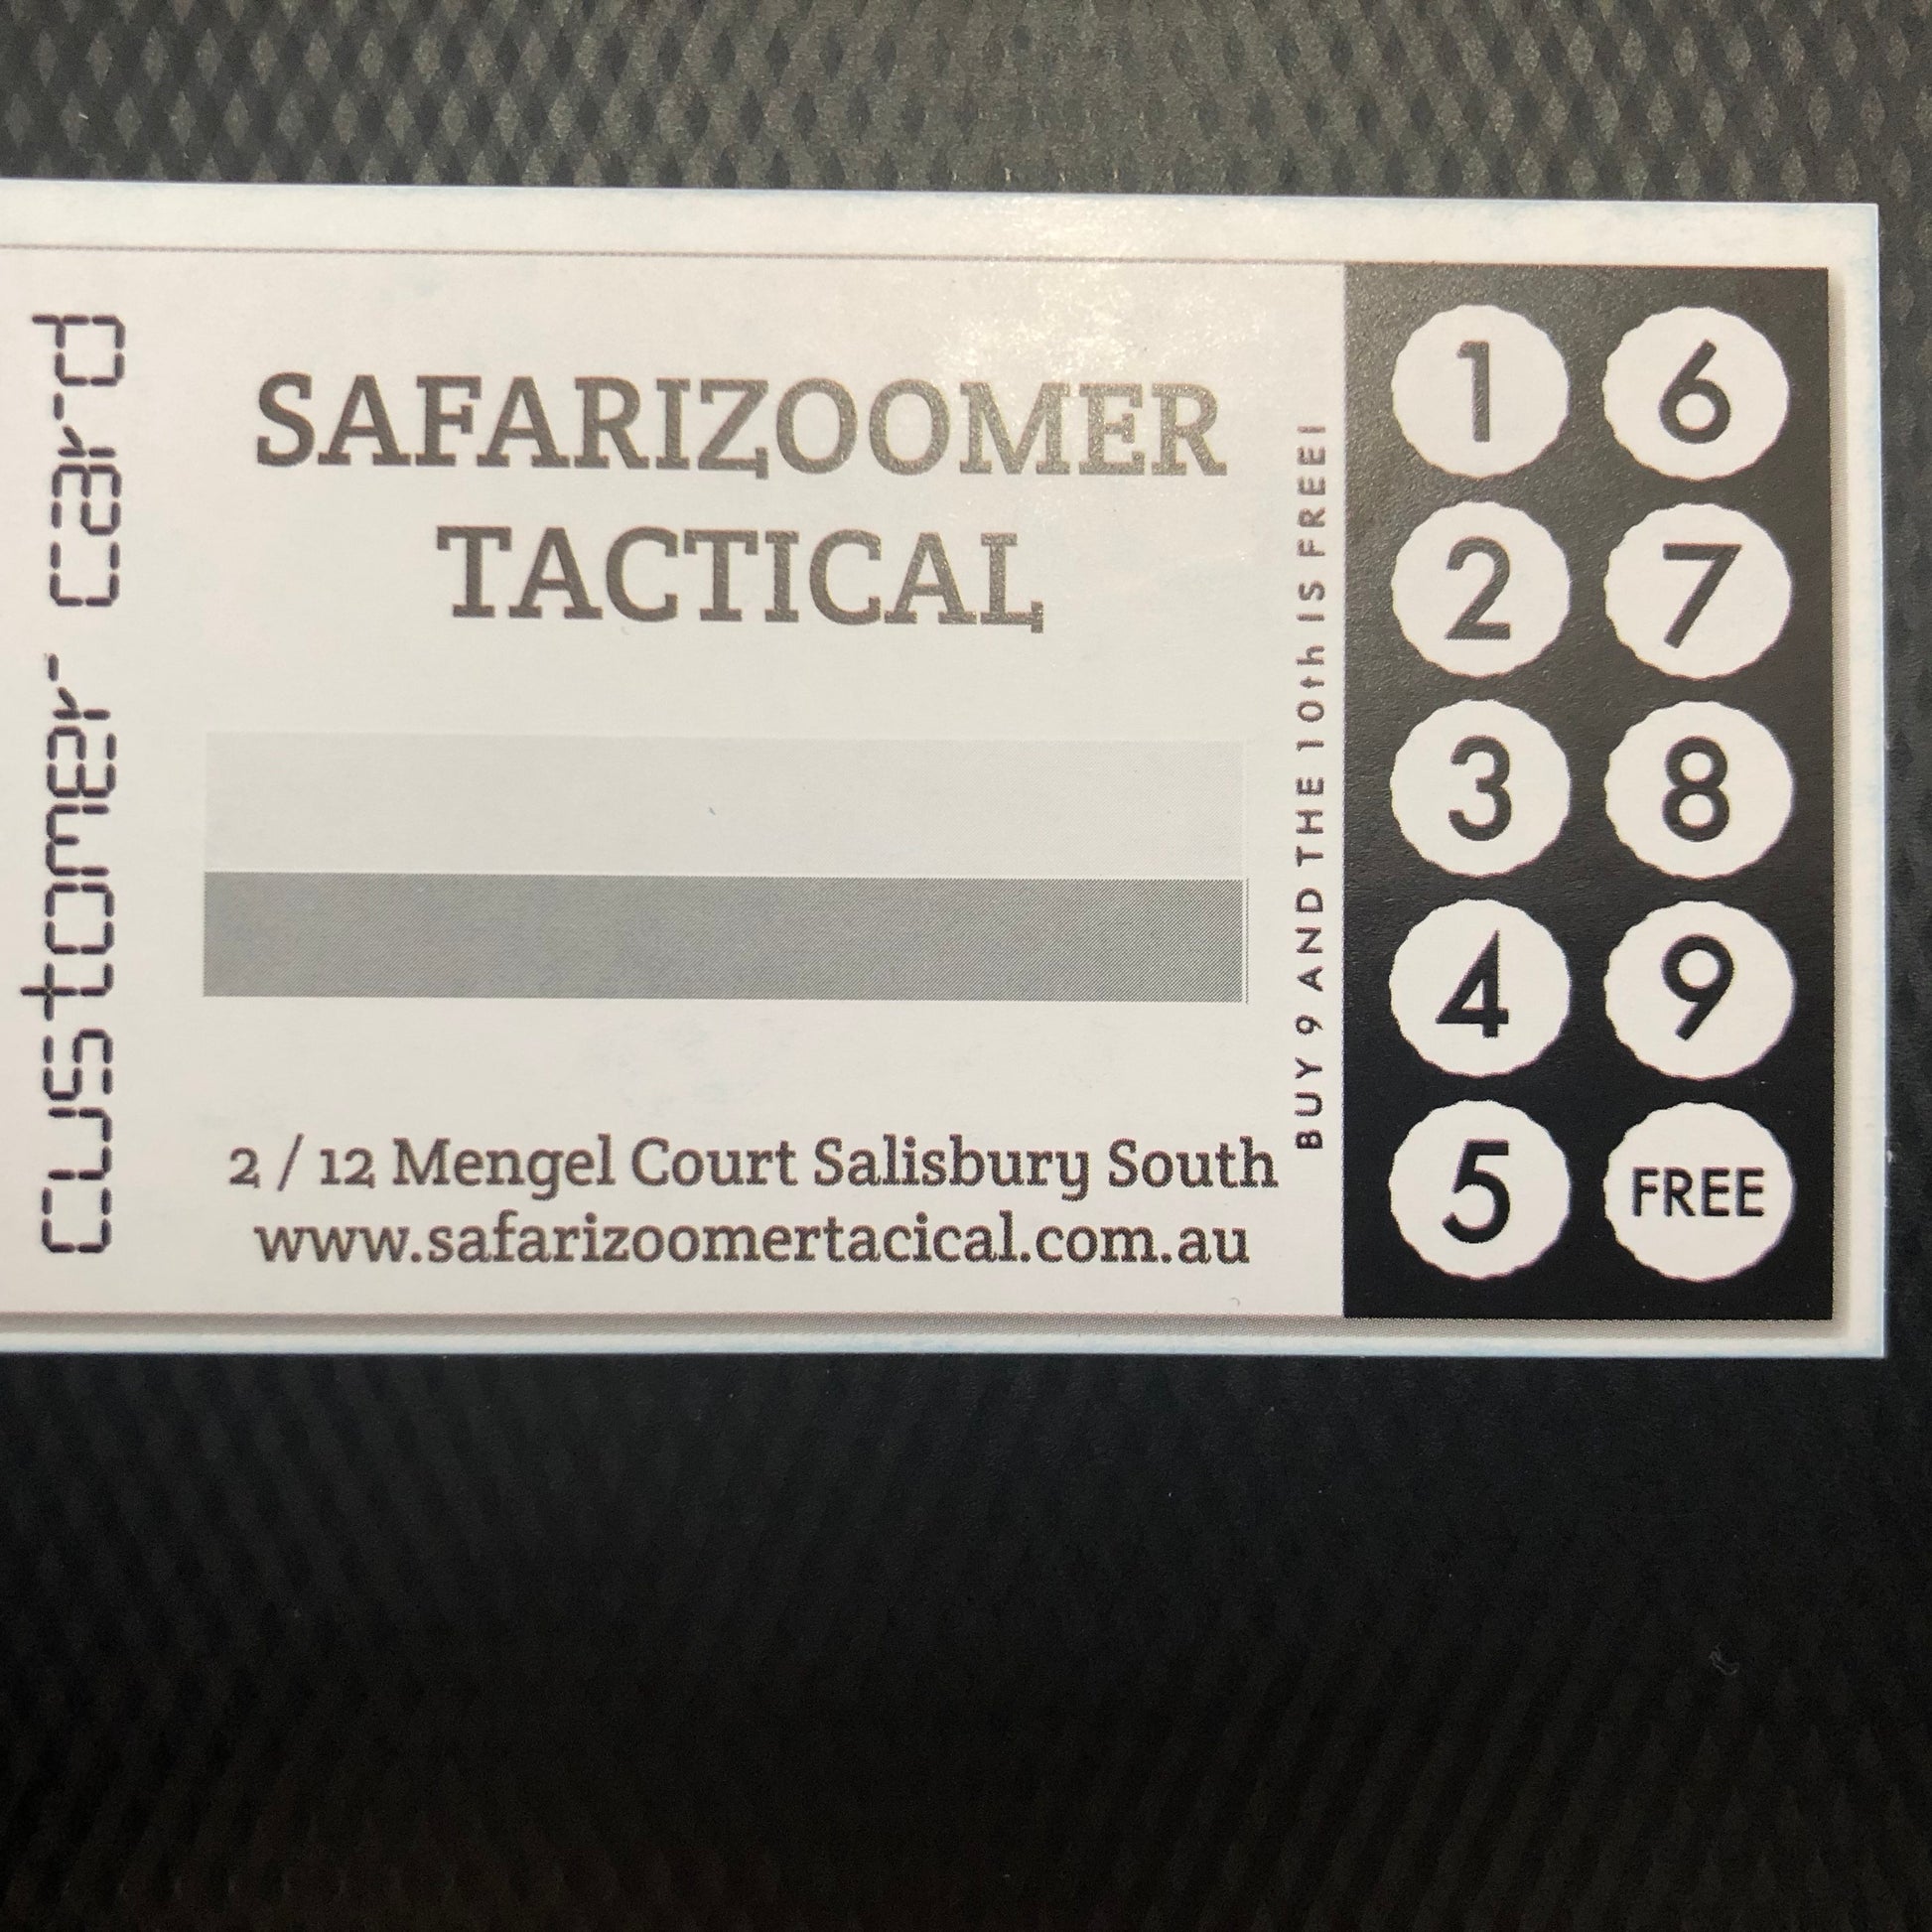 customer card
SAFARIZOOMER
TACTICAL
2 / 12 Mengel Court Salisbury South
www.safarizoomertacical.com.au
BUY 9 AND THE 10th IS FREE!
1 6
2 7
3 8
4 9
5 FREE